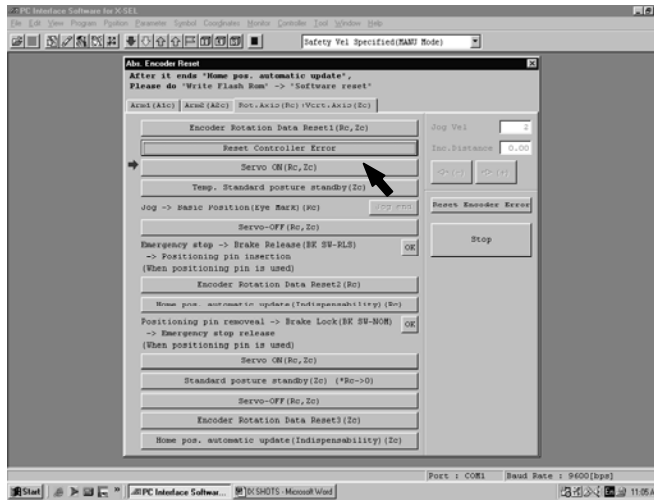 PC Interface Software for X-SEL
File Edit View Program Position Parameter Symbol Coordinates Monitor Controller Tool Window Help
Safety Vel Specified(MANU Mode)
Abs. Encoder Reset
After it ends "Home pos. automatic update",
Please do "Write Flash Rom" -> "Software reset"
Arm1(A1c) Arm2(A2c) Rot.Axis(Rc)+Vert.Axis(Zc)
Encoder Rotation Data Reset1(Rc,Zc)
Jog Vel 2
Reset Controller Error
Inc.Distance 0.00
Servo ON(Rc,Zc)
Temp. Standard posture standby(Zc)
Jog -> Basic Position(Eye Mark)(Rc) Jog end
Reset Encoder Error
Servo-OFF(Rc,Zc)
Stop
Emergency stop -> Brake Release(BK SW-RLS)
-> Positioning pin insertion
(When positioning pin is used)
OK
Encoder Rotation Data Reset2(Rc)
Home pos. automatic update(Indispensability)(Rc)
Positioning pin removeal -> Brake Lock(BK SW-NOM)
-> Emergency stop release
(When positioning pin is used)
OK
Servo ON(Rc,Zc)
Standard posture standby(Zc) (*Rc->0)
Servo-OFF(Rc,Zc)
Encoder Rotation Data Reset3(Zc)
Home pos. automatic update(Indispensability)(Zc)
Port : COM1 Baud Rate : 9600[bps]
Start PC Interface Softwar... IX SHOTS - Microsoft Word 11:05 A